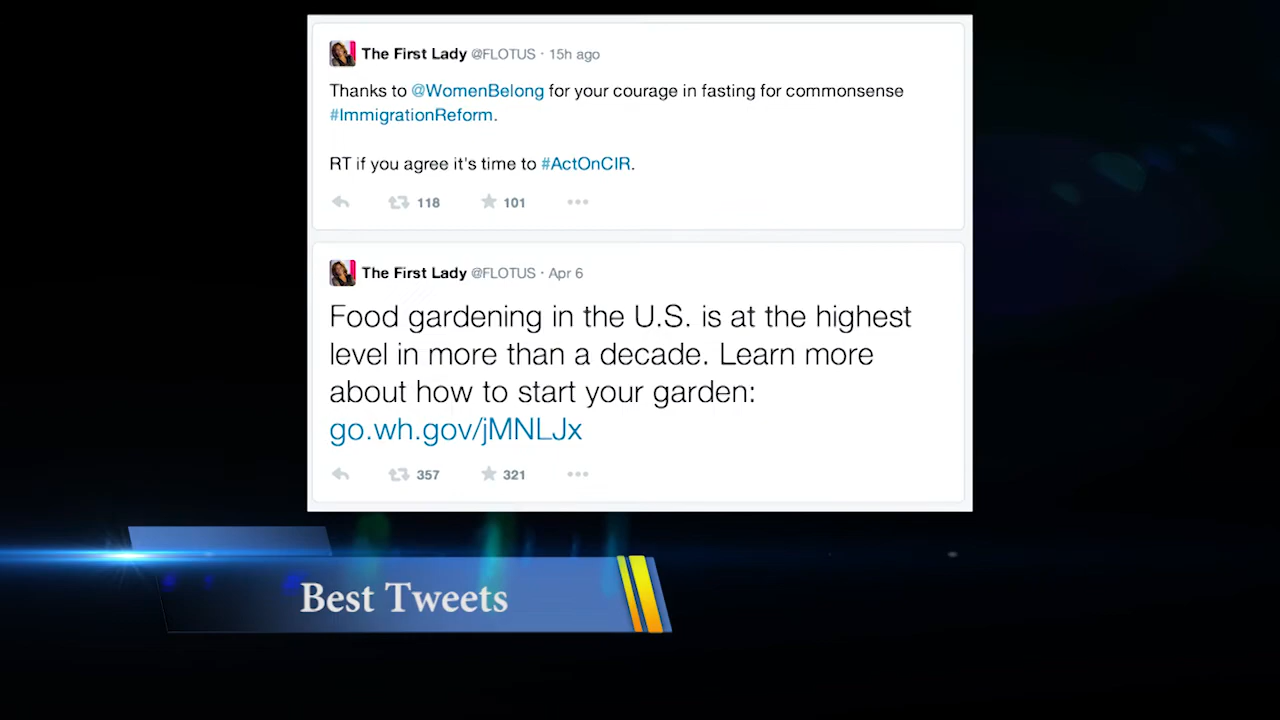 The First Lady @FLOTUS · 15h ago
Thanks to @WomenBelong for your courage in fasting for commonsense
#ImmigrationReform.
RT if you agree it's time to #ActOnCIR.
118 101
The First Lady @FLOTUS · Apr 6
Food gardening in the U.S. is at the highest
level in more than a decade. Learn more
about how to start your garden:
go.wh.gov/jMNLJx
357 321
Best Tweets